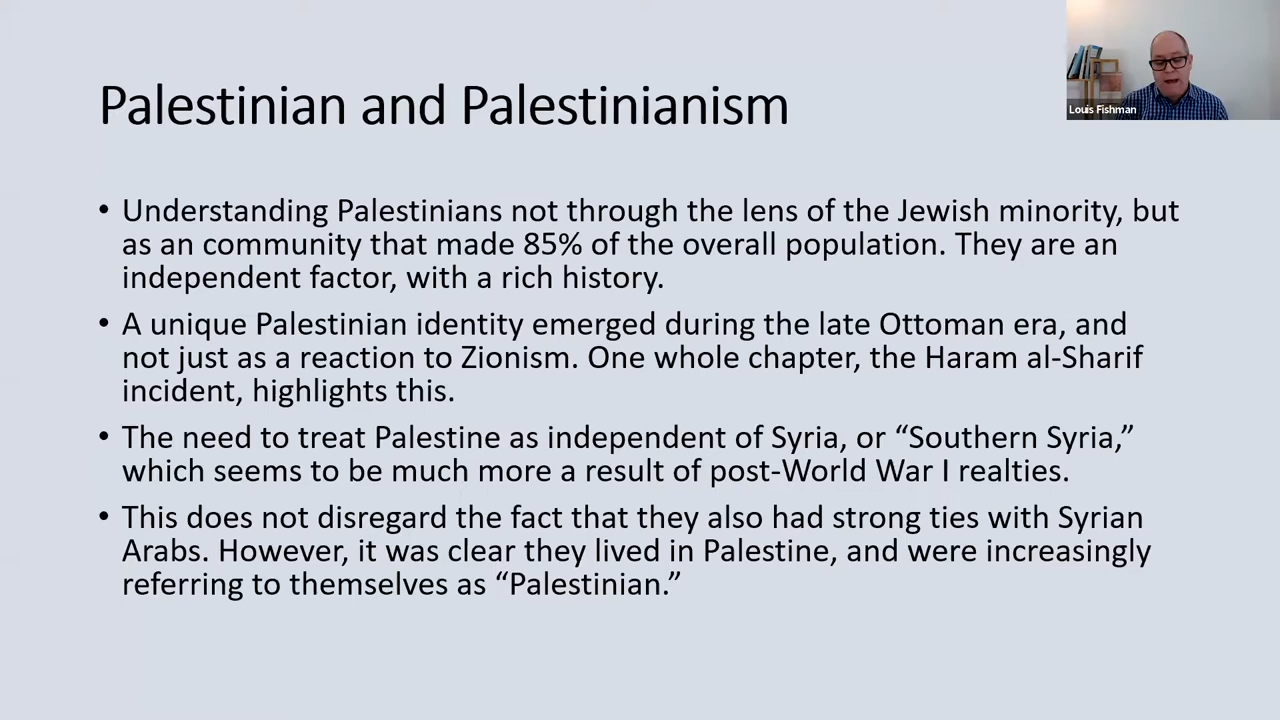 Palestinian and Palestinianism
Louis Fishman
• Understanding Palestinians not through the lens of the Jewish minority, but
as an community that made 85% of the overall population. They are an
independent factor, with a rich history.
• A unique Palestinian identity emerged during the late Ottoman era, and
not just as a reaction to Zionism. One whole chapter, the Haram al-Sharif
incident, highlights this.
• The need to treat Palestine as independent of Syria, or “Southern Syria,”
which seems to be much more a result of post-World War I realties.
• This does not disregard the fact that they also had strong ties with Syrian
Arabs. However, it was clear they lived in Palestine, and were increasingly
referring to themselves as “Palestinian.”